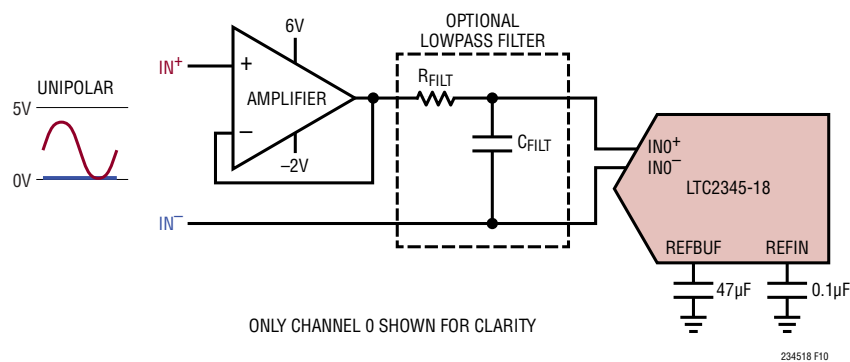 OPTIONAL
LOWPASS FILTER
6V
IN+
+
AMPLIFIER
–
–2V
RFILT
CFILT
UNIPOLAR
5V
0V
IN–
IN0+
IN0–
LTC2345-18
REFBUF
REFIN
47µF
0.1µF
ONLY CHANNEL 0 SHOWN FOR CLARITY
234518 F10